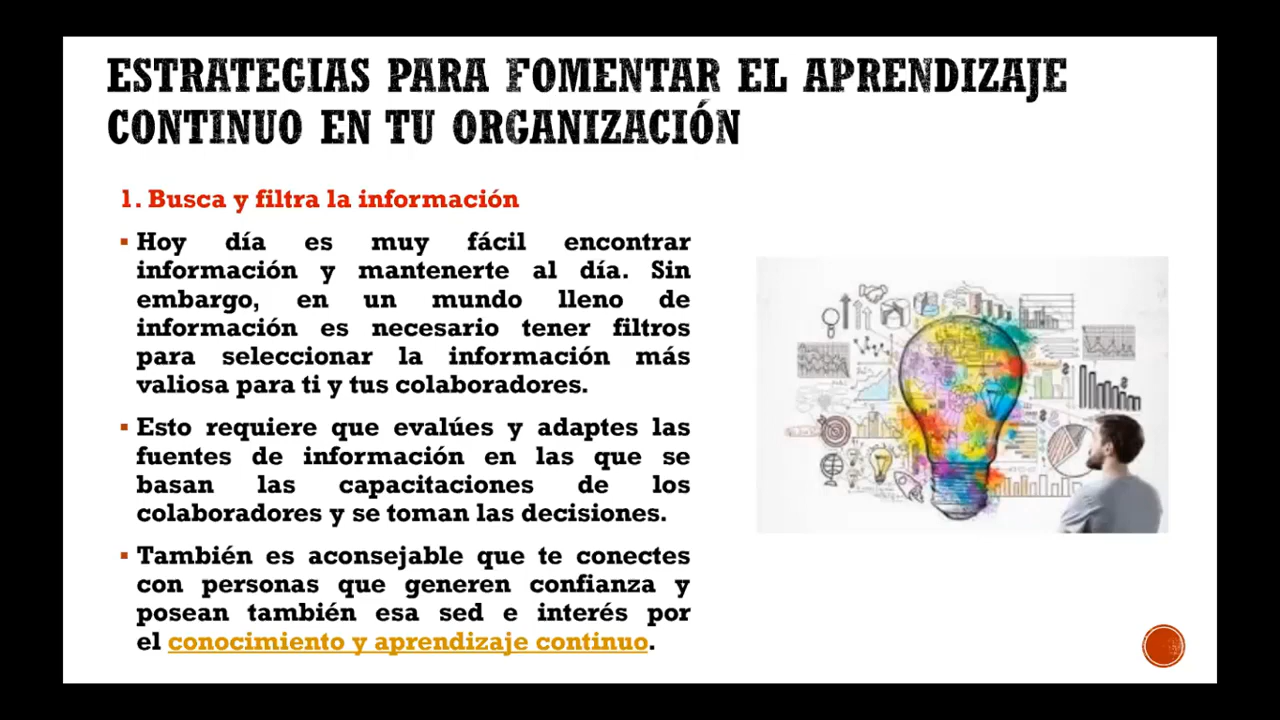 ESTRATEGIAS PARA FOMENTAR EL APRENDIZAJE
CONTINUO EN TU ORGANIZACIÓN
1. Busca y filtra la información
▪ Hoy día es muy fácil encontrar
información y mantenerte al día. Sin
embargo, en un mundo lleno de
información es necesario tener filtros
para seleccionar la información más
valiosa para ti y tus colaboradores.
▪ Esto requiere que evalúes y adaptes las
fuentes de información en las que se
basan las capacitaciones de los
colaboradores y se toman las decisiones.
▪ También es aconsejable que te conectes
con personas que generen confianza y
posean también esa sed e interés por
el conocimiento y aprendizaje continuo.